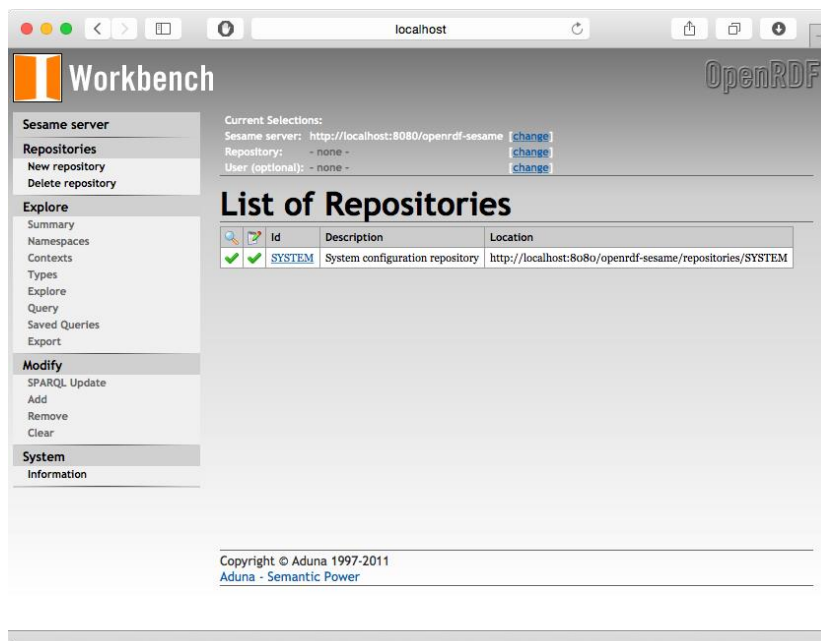 localhost
Workbench
OpenRDF
Sesame server
Repositories
New repository
Delete repository
Explore
Summary
Namespaces
Contexts
Types
Explore
Query
Saved Queries
Export
Modify
SPARQL Update
Add
Remove
Clear
System
Information
Current Selections:
Sesame server: http://localhost:8080/openrdf-sesame [change]
Repository: - none - [change]
User (optional): - none - [change]
List of Repositories
Id Description Location
SYSTEM System configuration repository http://localhost:8080/openrdf-sesame/repositories/SYSTEM
Copyright © Aduna 1997-2011
Aduna - Semantic Power